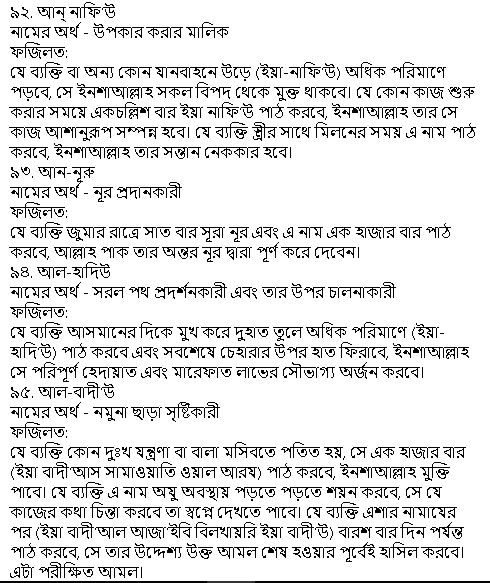 ৯২. আন্ নাফি'উ
নামের অর্থ - উপকার করার মালিক
ফজিলত:
যে ব্যক্তি বা অন্য কোন যানবাহনে উড়ে (ইয়া-নাফি'উ) অধিক পরিমাণে
পড়বে, সে ইনশাআল্লাহ সকল বিপদ থেকে মুক্ত থাকবে। যে কোন কাজ শুরু
করার সময়ে একচল্লিশ বার ইয়া নাফি'উ পাঠ করবে, ইনশাআল্লাহ তার সে
কাজ আশানুরূপ সম্পন্ন হবে। যে ব্যক্তি স্ত্রীর সাথে মিলনের সময় এ নাম পাঠ
করবে, ইনশাআল্লাহ তার সন্তান নেককার হবে।
৯৩. আন-নূরু
নামের অর্থ - নূর প্রদানকারী
ফজিলত:
যে ব্যক্তি জুমার রাত্রে সাত বার সূরা নূর এবং এ নাম এক হাজার বার পাঠ
করবে, আল্লাহ পাক তার অন্তর নূর দ্বারা পূর্ণ করে দেবেন।
৯৪. আল-হাদিউ
নামের অর্থ - সরল পথ প্রদর্শনকারী এবং তার উপর চালনাকারী
ফজিলত:
যে ব্যক্তি আসমানের দিকে মুখ করে দুহাত তুলে অধিক পরিমাণে (ইয়া-
হাদি'উ) পাঠ করবে এবং সবশেষে চেহারার উপর হাত ফিরাবে, ইনশাআল্লাহ
সে পরিপূর্ণ হেদায়াত এবং মারেফাত লাভের সৌভাগ্য অর্জন করবে।
৯৫. আল-বাদী'উ
নামের অর্থ - নমুনা ছাড়া সৃষ্টিকারী
ফজিলত:
যে ব্যক্তি কোন দুঃখ যন্ত্রণা বা বালা মসিবতে পতিত হয়, সে এক হাজার বার
(ইয়া বাদী'আস সামাওয়াতি ওয়াল আরয) পাঠ করবে, ইনশাআল্লাহ মুক্তি
পাবে। যে ব্যক্তি এ নাম অযু অবস্থায় পড়তে পড়তে শয়ন করবে, সে যে
কাজের কথা চিন্তা করবে তা স্বপ্নে দেখতে পাবে। যে ব্যক্তি এশার নামাযের
পর (ইয়া বাদী'আল আজা'ইবি বিলখায়রি ইয়া বাদী'উ) বারশ বার দিন পর্যন্ত
পাঠ করবে, সে তার উদ্দেশ্য উক্ত আমল শেষ হওয়ার পূর্বেই হাসিল করবে।
এটা পরীক্ষিত আমল।